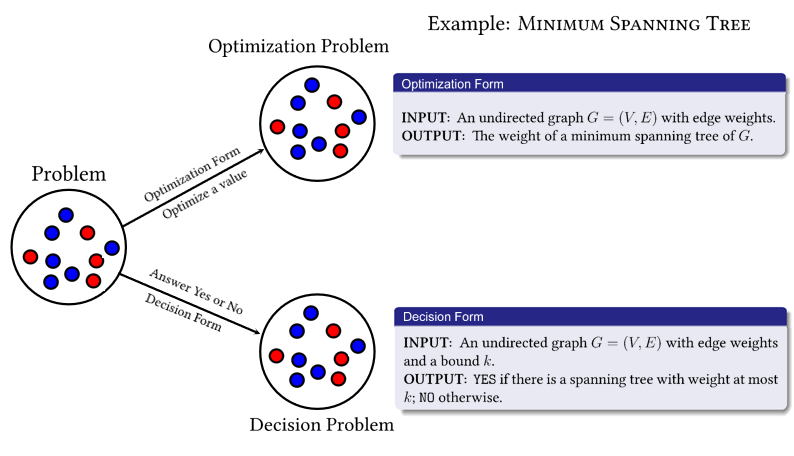 Example: Minimum Spanning Tree
Optimization Problem
Optimization Form
INPUT: An undirected graph G = (V, E) with edge weights.
OUTPUT: The weight of a minimum spanning tree of G.
Problem
Optimization Form
Optimize a value
Answer Yes or No
Decision Form
Decision Form
INPUT: An undirected graph G = (V, E) with edge weights
and a bound k.
OUTPUT: YES if there is a spanning tree with weight at most
k; NO otherwise.
Decision Problem